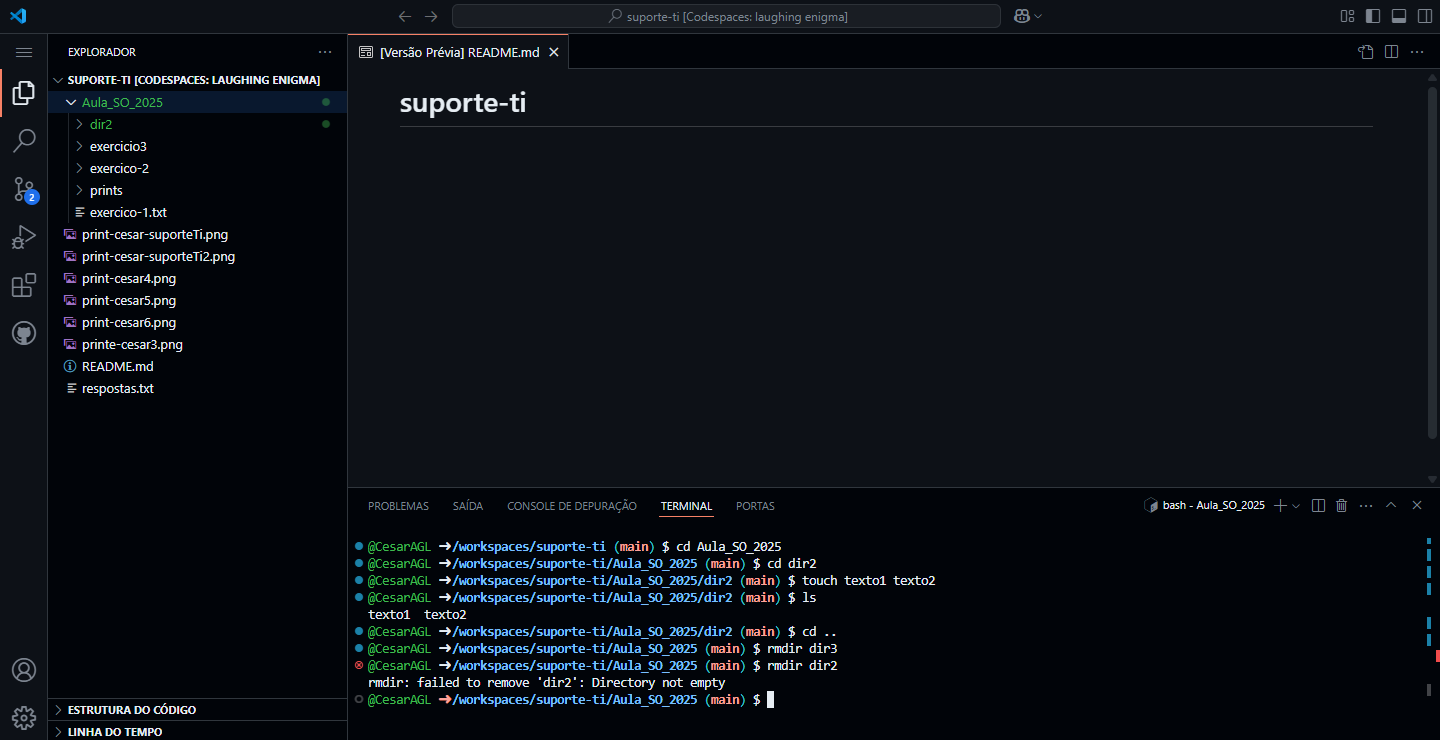 suporte-ti [Codespaces: laughing enigma]
EXPLORADOR
SUPORTE-TI [CODESPACES: LAUGHING ENIGMA]
Aula_SO_2025
dir2
exercicio3
exercico-2
prints
exercico-1.txt
print-cesar-suporteTi.png
print-cesar-suporteTi2.png
print-cesar4.png
print-cesar5.png
print-cesar6.png
printe-cesar3.png
README.md
respostas.txt
2
ESTRUTURA DO CÓDIGO
LINHA DO TEMPO
[Versão Prévia] README.md
suporte-ti
PROBLEMAS SAÍDA CONSOLE DE DEPURAÇÃO TERMINAL PORTAS
bash - Aula_SO_2025
@CesarAGL ➜/workspaces/suporte-ti (main) $ cd Aula_SO_2025
@CesarAGL ➜/workspaces/suporte-ti/Aula_SO_2025 (main) $ cd dir2
@CesarAGL ➜/workspaces/suporte-ti/Aula_SO_2025/dir2 (main) $ touch texto1 texto2
@CesarAGL ➜/workspaces/suporte-ti/Aula_SO_2025/dir2 (main) $ ls
texto1 texto2
@CesarAGL ➜/workspaces/suporte-ti/Aula_SO_2025/dir2 (main) $ cd ..
@CesarAGL ➜/workspaces/suporte-ti/Aula_SO_2025 (main) $ rmdir dir3
@CesarAGL ➜/workspaces/suporte-ti/Aula_SO_2025 (main) $ rmdir dir2
rmdir: failed to remove 'dir2': Directory not empty
@CesarAGL ➜/workspaces/suporte-ti/Aula_SO_2025 (main) $